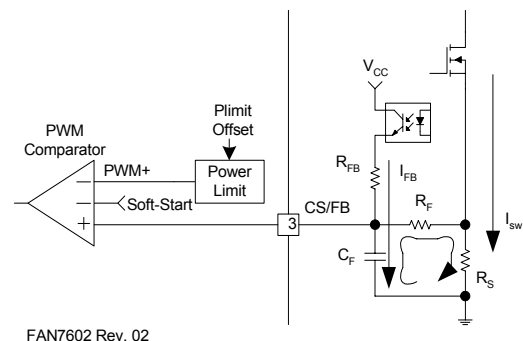 V_CC
Plimit
Offset
PWM
Comparator
PWM+
Power
Limit
Soft-Start
R_FB
I_FB
3
CS/FB
R_F
I_sw
C_F
R_S
FAN7602 Rev. 02